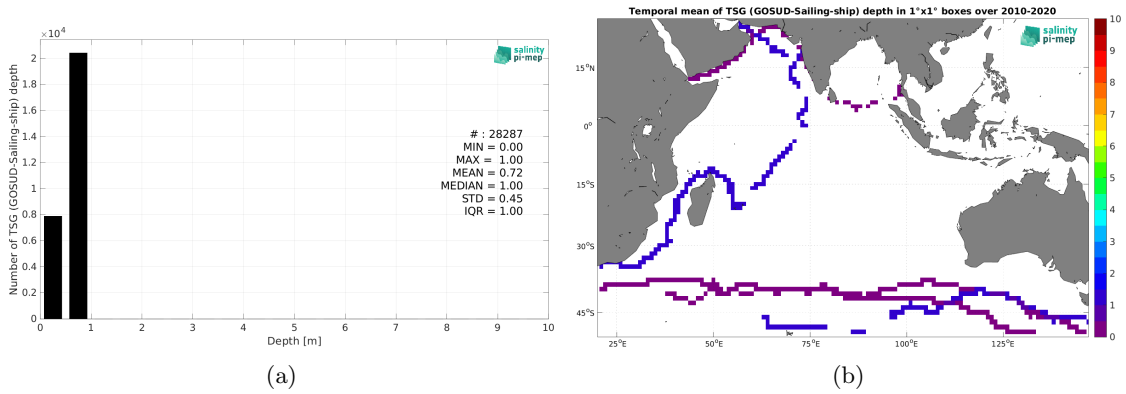 ×10⁴
2
1.8
1.6
1.4
1.2
1
0.8
0.6
0.4
0.2
0
0 1 2 3 4 5 6 7 8 9 10
Number of TSG (GOSUD-Sailing-ship) depth
Depth [m]
salinity
pi-mep
# : 28287
MIN = 0.00
MAX = 1.00
MEAN = 0.72
MEDIAN = 1.00
STD = 0.45
IQR = 1.00
(a)
Temporal mean of TSG (GOSUD-Sailing-ship) depth in 1°x1° boxes over 2010-2020
salinity
pi-mep
15°N
0°
15°S
30°S
45°S
25°E 50°E 75°E 100°E 125°E
10
9
8
7
6
5
4
3
2
1
0
(b)